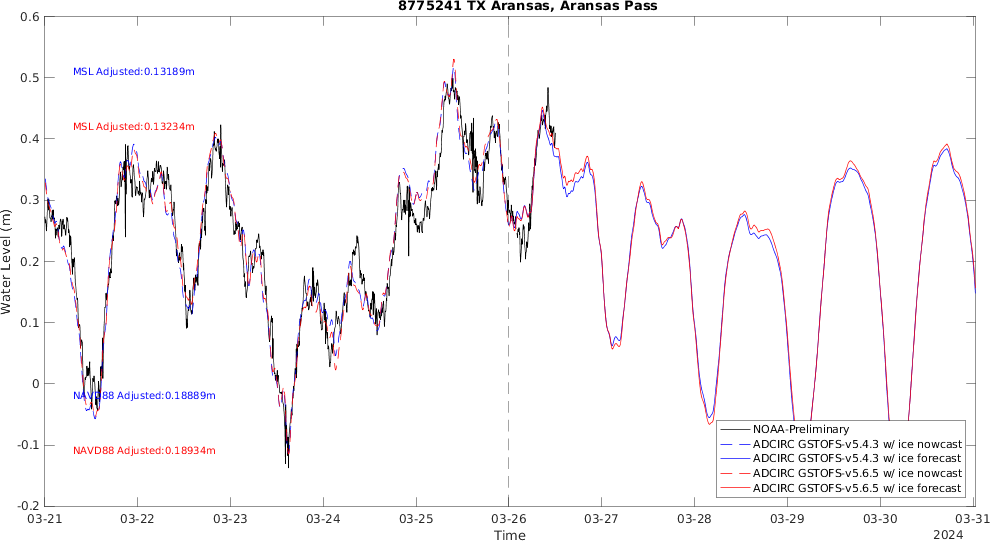 8775241 TX Aransas, Aransas Pass
0.6
0.5
0.4
0.3
0.2
0.1
0
-0.1
-0.2
Water Level (m)
MSL Adjusted:0.13189m
MSL Adjusted:0.13234m
NAVD88 Adjusted:0.18889m
NAVD88 Adjusted:0.18934m
NOAA-Preliminary
ADCIRC GSTOFS-v5.4.3 w/ ice nowcast
ADCIRC GSTOFS-v5.4.3 w/ ice forecast
ADCIRC GSTOFS-v5.6.5 w/ ice nowcast
ADCIRC GSTOFS-v5.6.5 w/ ice forecast
03-21 03-22 03-23 03-24 03-25 03-26 03-27 03-28 03-29 03-30 03-31
Time
2024